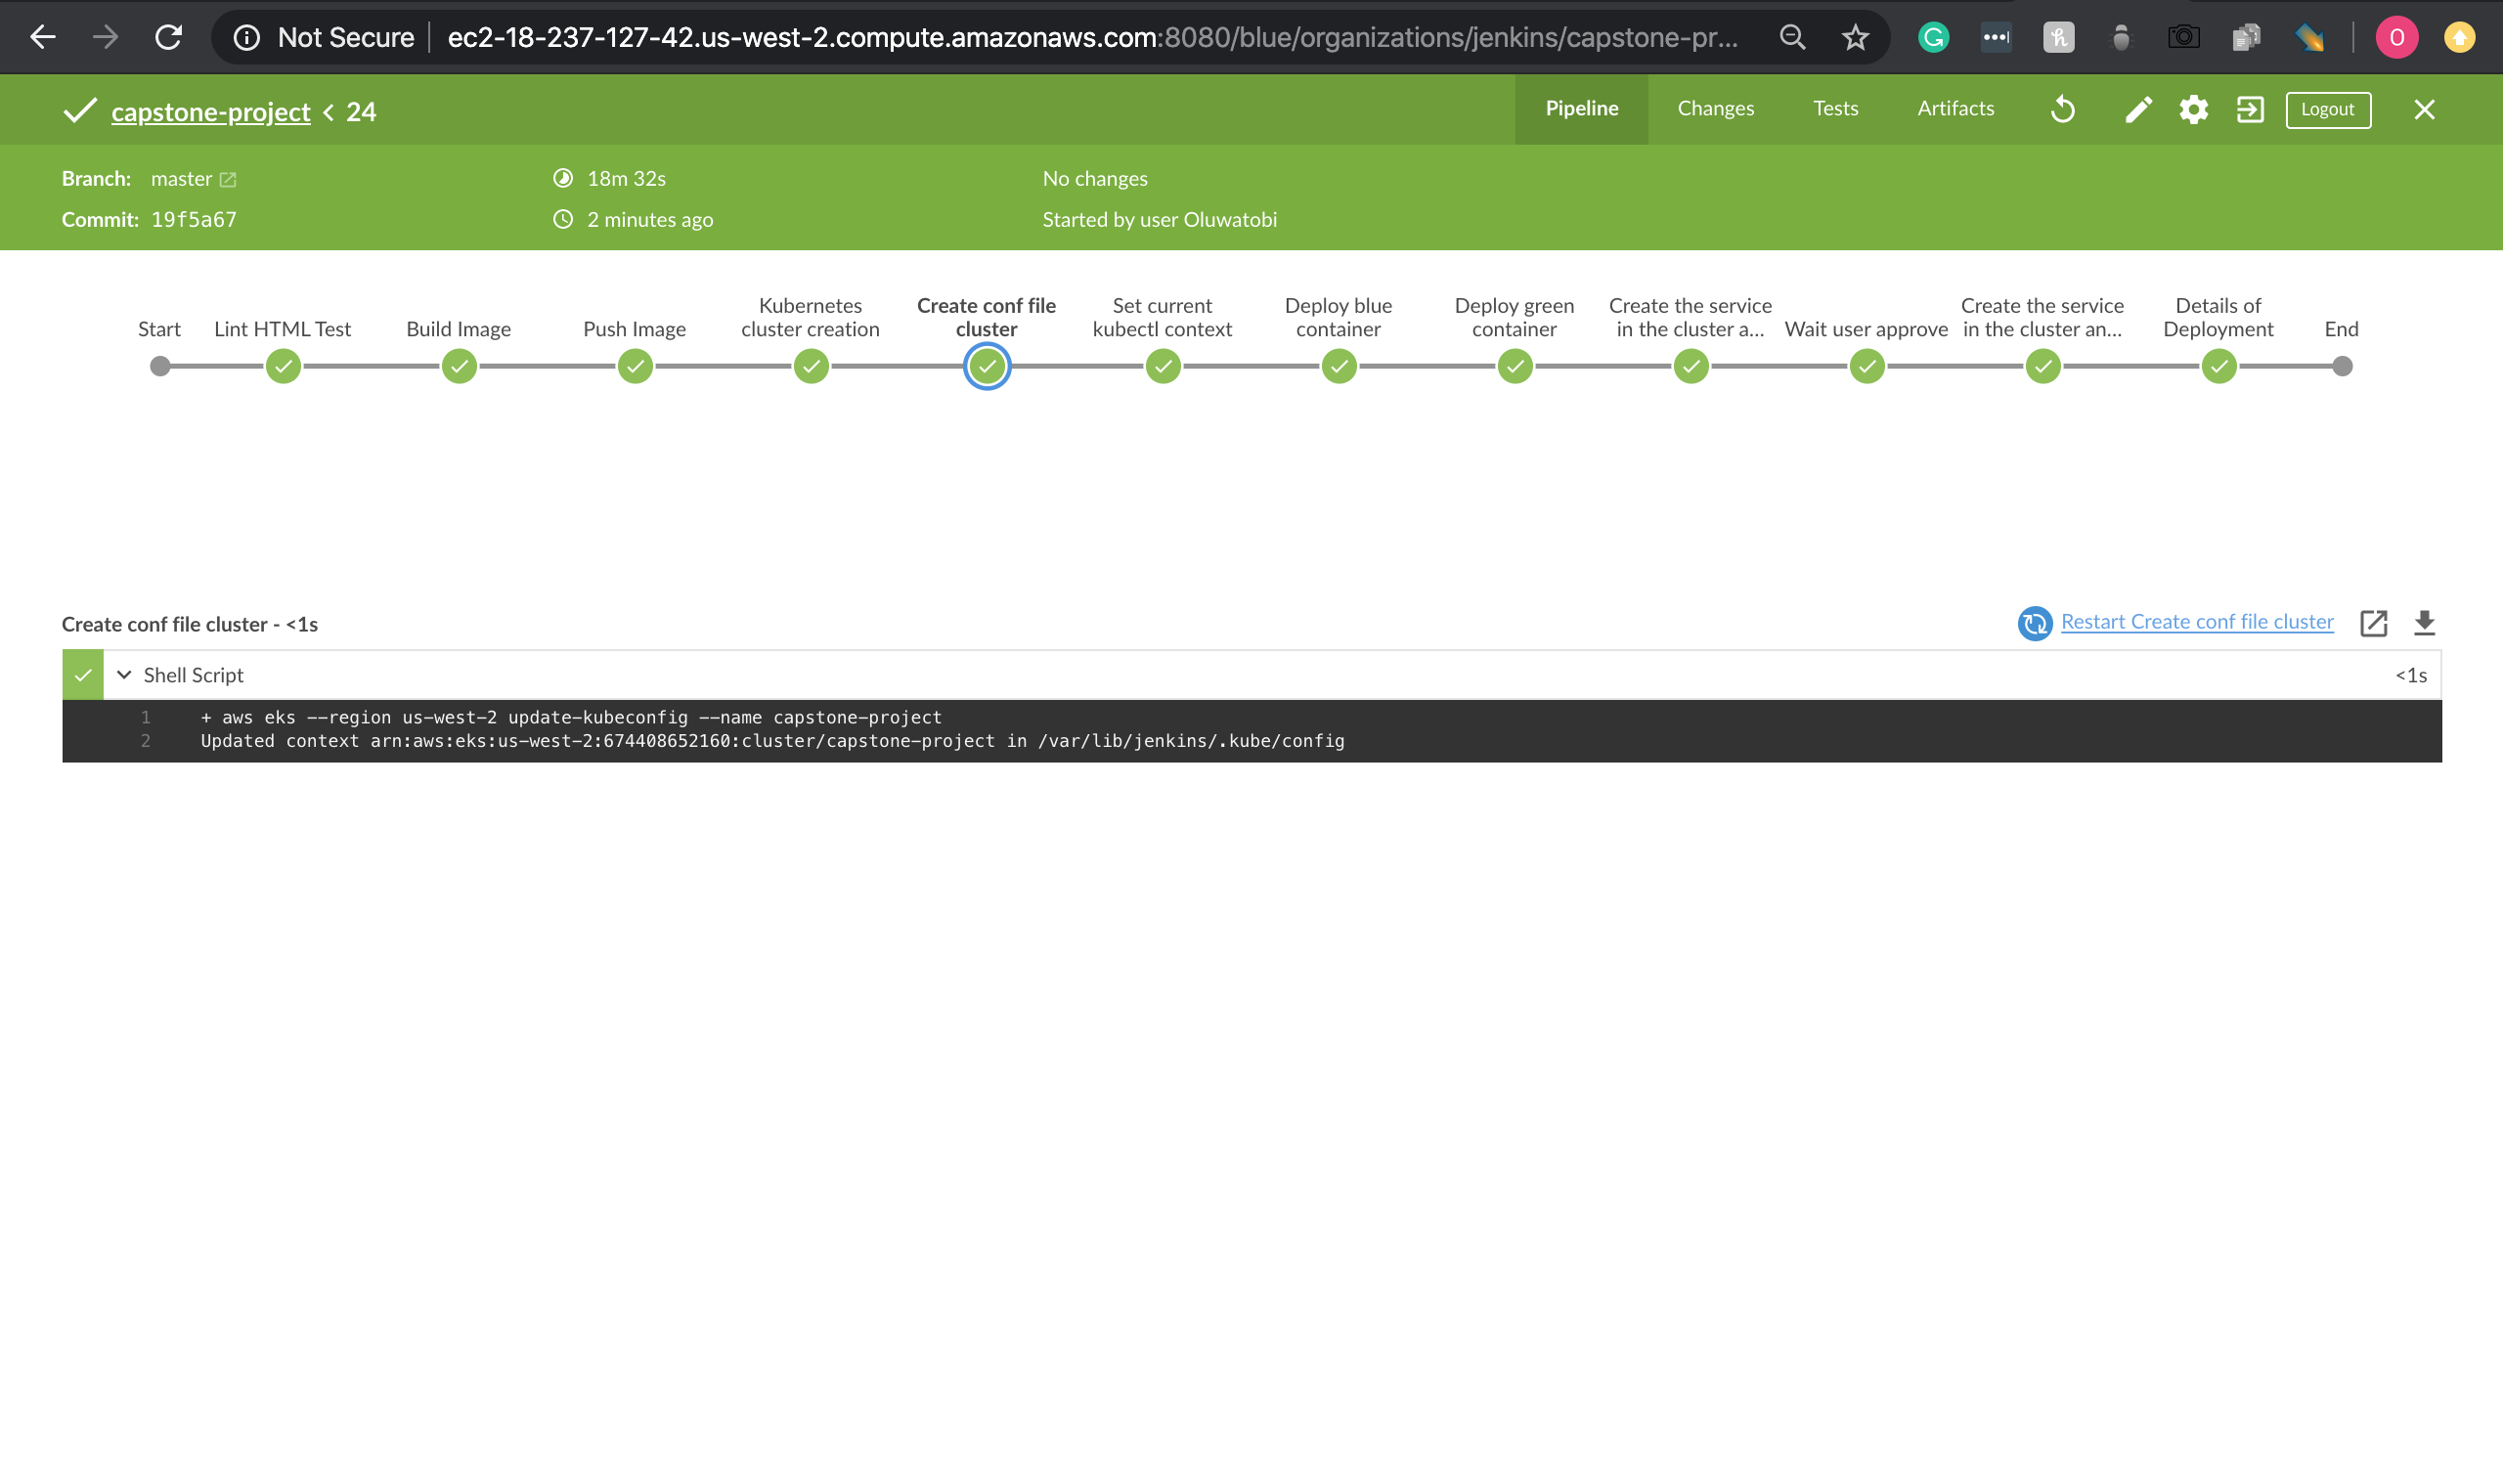 Not Secure ec2-18-237-127-42.us-west-2.compute.amazonaws.com:8080/blue/organizations/jenkins/capstone-pr...
O
capstone-project < 24
Pipeline Changes Tests Artifacts Logout
Branch: master 18m 32s No changes
Commit: 19f5a67 2 minutes ago Started by user Oluwatobi
Start
Lint HTML Test
Build Image
Push Image
Kubernetes
cluster creation
Create conf file
cluster
Set current
kubectl context
Deploy blue
container
Deploy green
container
Create the service
in the cluster a...
Wait user approve
Create the service
in the cluster an...
Details of
Deployment
End
Create conf file cluster - <1s Restart Create conf file cluster
Shell Script <1s
1 + aws eks --region us-west-2 update-kubeconfig --name capstone-project
2 Updated context arn:aws:eks:us-west-2:674408652160:cluster/capstone-project in /var/lib/jenkins/.kube/config